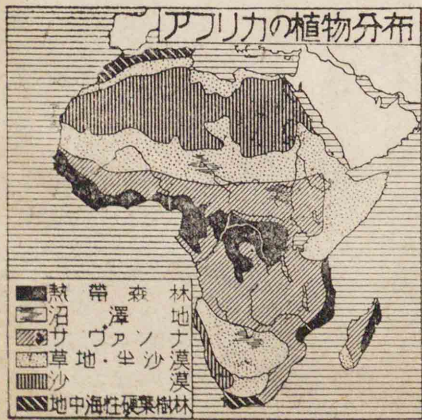 アフリカの植物分布
熱帶森林
沼澤地
サヴァンナ
草地・半沙漠
沙漠
地中海性硬葉樹林